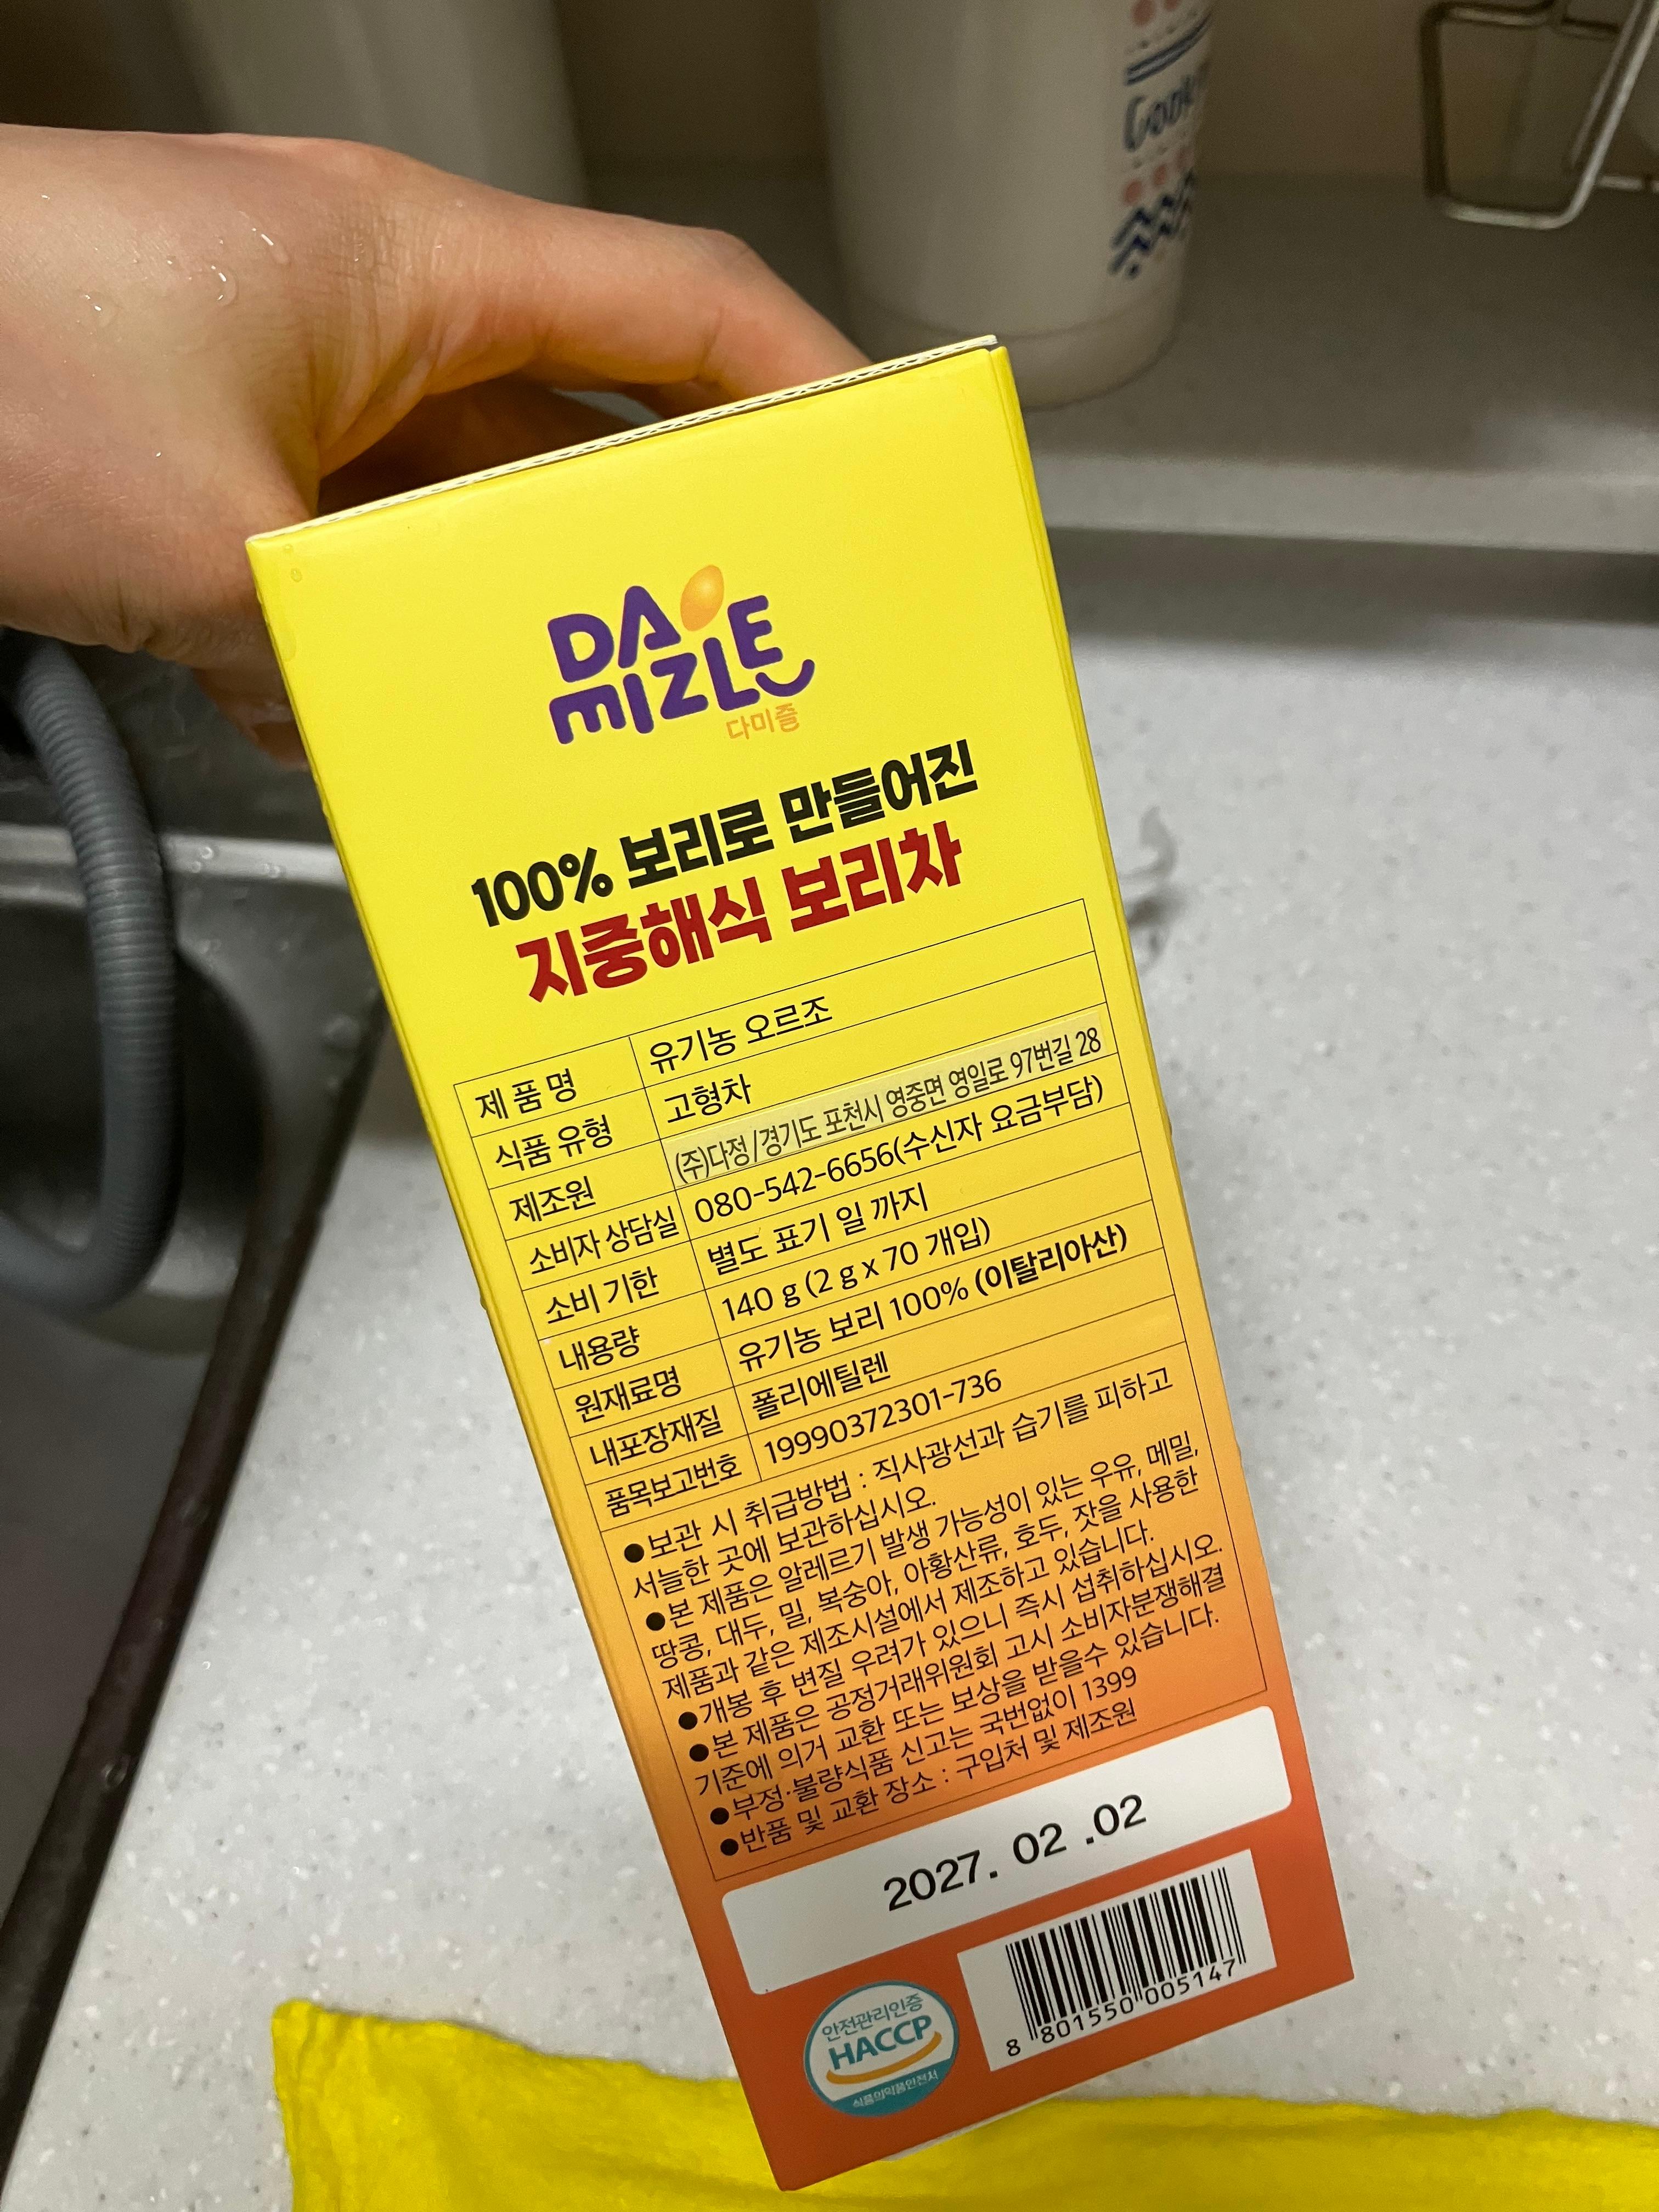 DA
MIZLE
다미즐
100% 보리로 만들어진
지중해식 보리차
제 품 명 유기농 오르조
식품 유형 고형차
제조원 (주)다정/경기도 포천시 영중면 영일로 97번길 28
소비자 상담실 080-542-6656(수신자 요금부담)
소비 기한 별도 표기 일 까지
내용량 140 g (2 g x 70 개입)
원재료명 유기농 보리 100% (이탈리아산)
내포장재질 폴리에틸렌
품목보고번호 19990372301-736
●보관 시 취급방법 : 직사광선과 습기를 피하고
서늘한 곳에 보관하십시오.
●본 제품은 알레르기 발생 가능성이 있는 우유, 메밀,
땅콩, 대두, 밀, 복숭아, 아황산류, 호두, 잣을 사용한
제품과 같은 제조시설에서 제조하고 있습니다.
●개봉 후 변질 우려가 있으니 즉시 섭취하십시오.
●본 제품은 공정거래위원회 고시 소비자분쟁해결
기준에 의거 교환 또는 보상을 받을수 있습니다.
●부정·불량식품 신고는 국번없이 1399
●반품 및 교환 장소 : 구입처 및 제조원
2027. 02 .02
8 801550 005147
안전관리인증
HACCP
식품의약품안전처